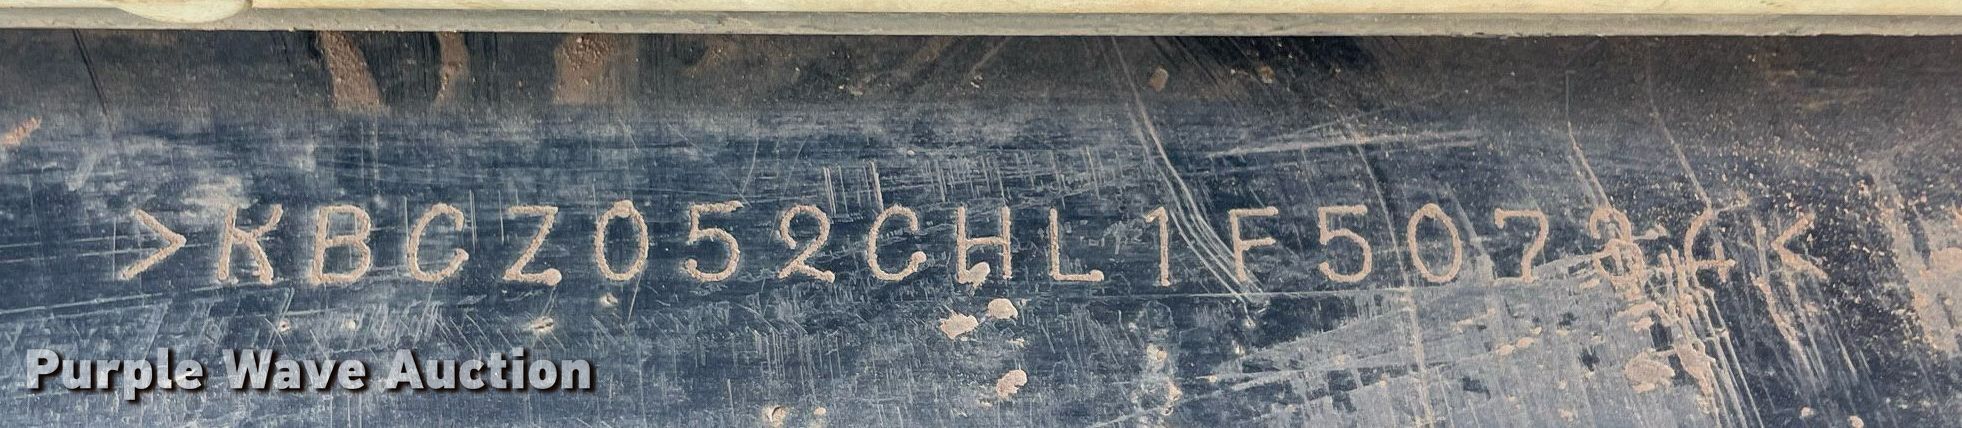 >KBCZ052CHL1F50734<
Purple Wave Auction